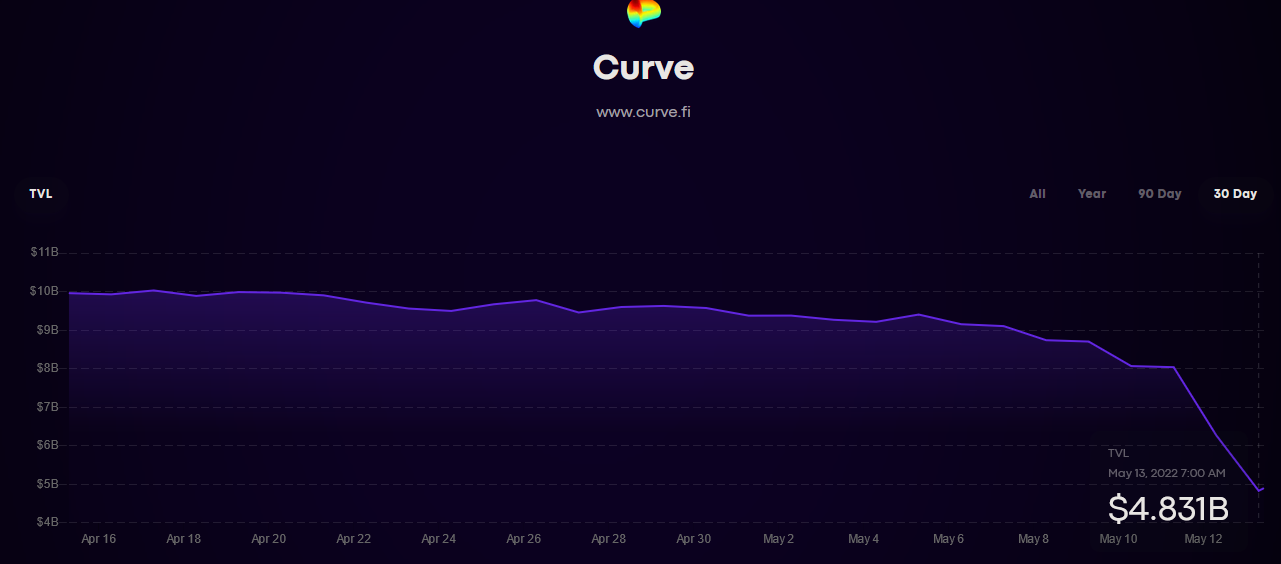 Curve
www.curve.fi
TVL All Year 90 Day 30 Day
$11B
$10B
$9B
$8B
$7B
$6B
TVL
May 13, 2022 7:00 AM
$5B
$4.831B
$4B
Apr 16 Apr 18 Apr 20 Apr 22 Apr 24 Apr 26 Apr 28 Apr 30 May 2 May 4 May 6 May 8 May 10 May 12